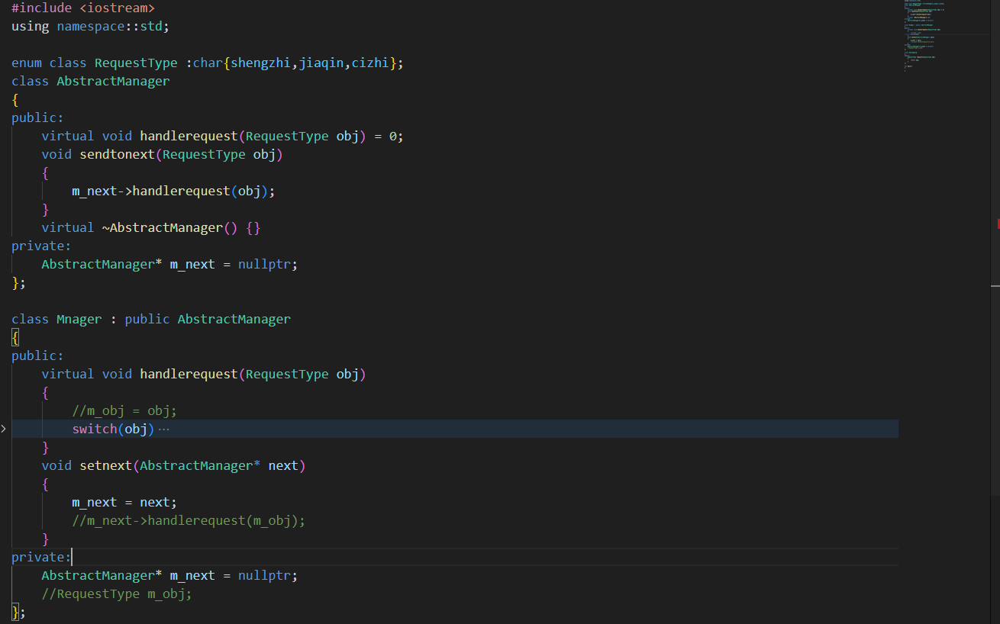 #include <iostream>
using namespace::std;
enum class RequestType :char{shengzhi,jiaqin,cizhi};
class AbstractManager
{
public:
    virtual void handlerequest(RequestType obj) = 0;
    void sendtonext(RequestType obj)
    {
        m_next->handlerequest(obj);
    }
    virtual ~AbstractManager() {}
private:
    AbstractManager* m_next = nullptr;
};
class Mnager : public AbstractManager
{
public:
    virtual void handlerequest(RequestType obj)
    {
        //m_obj = obj;
        switch(obj) ···
    }
    void setnext(AbstractManager* next)
    {
        m_next = next;
        //m_next->handlerequest(m_obj);
    }
private:
    AbstractManager* m_next = nullptr;
    //RequestType m_obj;
};